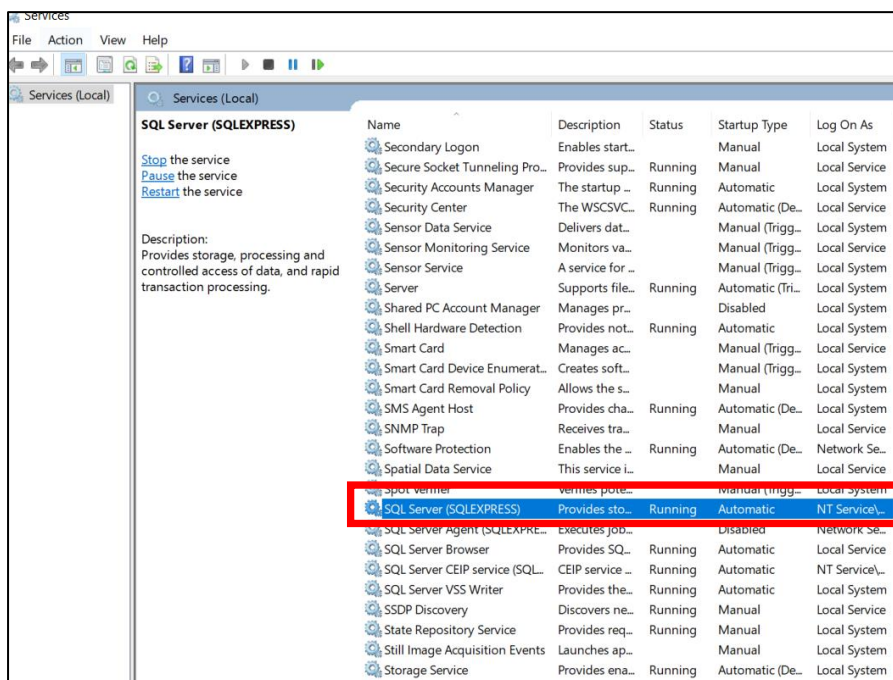 Services
File Action View Help
Services (Local)
Services (Local)
SQL Server (SQLEXPRESS)
Stop the service
Pause the service
Restart the service
Description:
Provides storage, processing and
controlled access of data, and rapid
transaction processing.
Name Description Status Startup Type Log On As
Secondary Logon Enables start... Manual Local System
Secure Socket Tunneling Pro... Provides sup... Running Manual Local Service
Security Accounts Manager The startup ... Running Automatic Local System
Security Center The WSCSVC... Running Automatic (De... Local Service
Sensor Data Service Delivers dat... Manual (Trigg... Local System
Sensor Monitoring Service Monitors va... Manual (Trigg... Local Service
Sensor Service A service for ... Manual (Trigg... Local System
Server Supports file... Running Automatic (Tri... Local System
Shared PC Account Manager Manages pr... Disabled Local System
Shell Hardware Detection Provides not... Running Automatic Local System
Smart Card Manages ac... Manual (Trigg... Local Service
Smart Card Device Enumerat... Creates soft... Manual (Trigg... Local System
Smart Card Removal Policy Allows the s... Manual Local System
SMS Agent Host Provides cha... Running Automatic (De... Local System
SNMP Trap Receives tra... Manual Local Service
Software Protection Enables the ... Running Automatic (De... Network Se...
Spatial Data Service This service i... Manual Local Service
Spot Verifier Verifies pote... Manual (Trigg... Local System
SQL Server (SQLEXPRESS) Provides sto... Running Automatic NT Service\...
SQL Server Agent (SQLEXPRE... Executes job... Disabled Network Se...
SQL Server Browser Provides SQ... Running Automatic Local Service
SQL Server CEIP service (SQL... CEIP service ... Running Automatic NT Service\...
SQL Server VSS Writer Provides the... Running Automatic Local System
SSDP Discovery Discovers ne... Running Manual Local Service
State Repository Service Provides req... Running Manual Local System
Still Image Acquisition Events Launches ap... Manual Local System
Storage Service Provides ena... Running Automatic (De... Local System